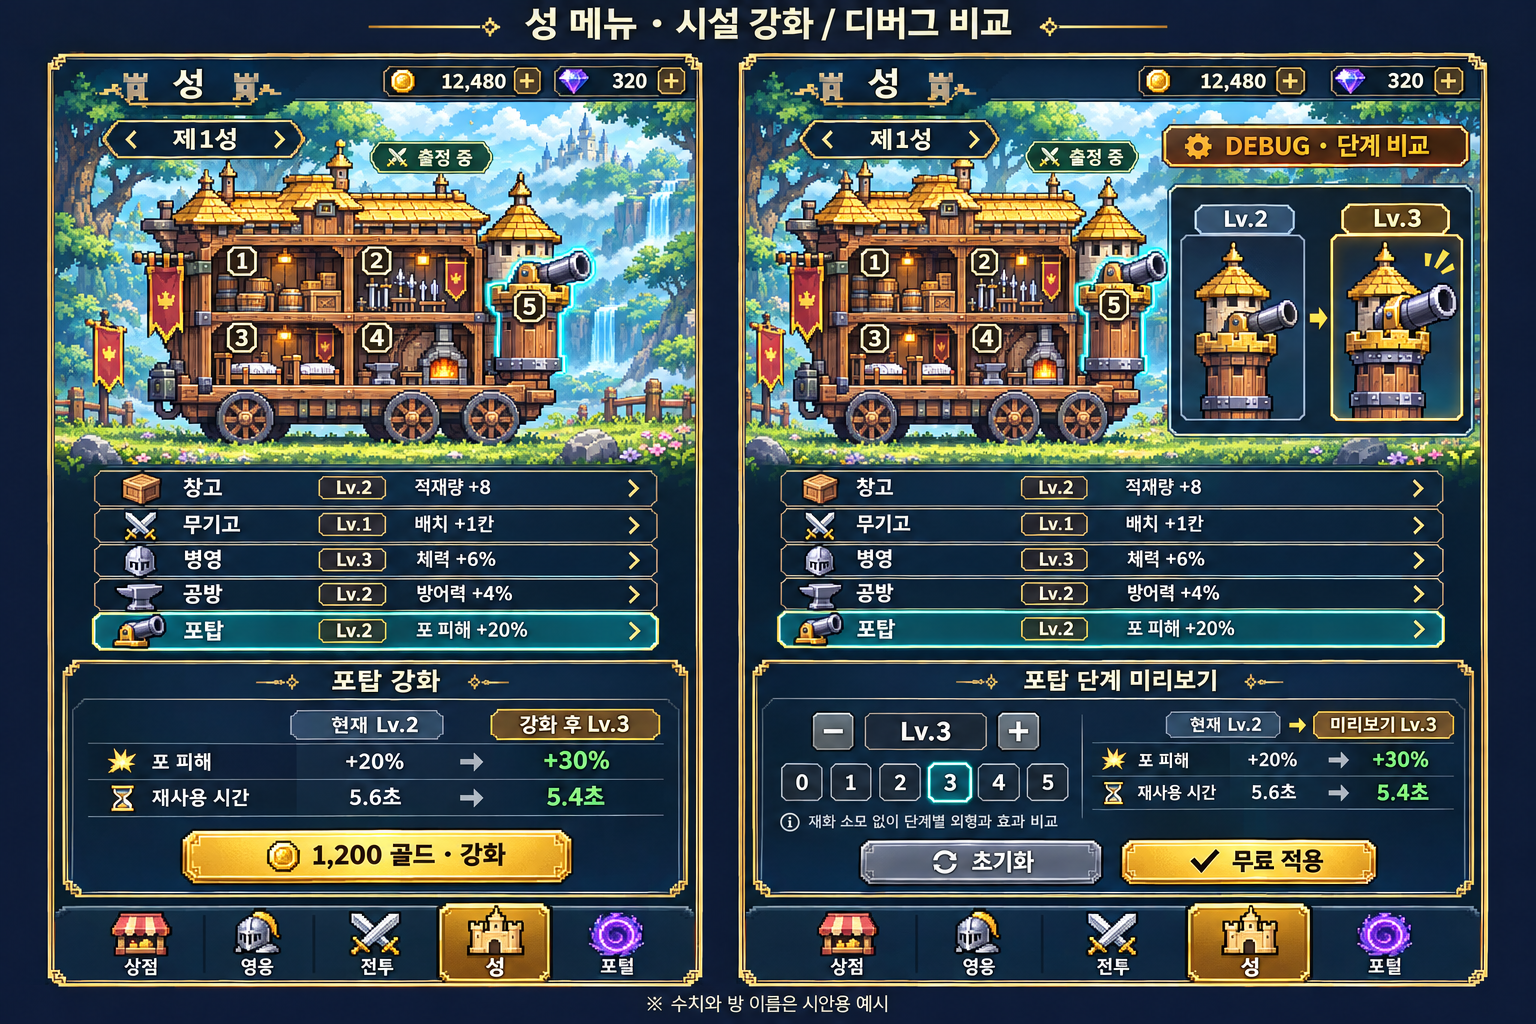 성 메뉴 · 시설 강화 / 디버그 비교
성
12,480 +
320 +
제1성
출정 중
1
2
3
4
5
창고 Lv.2 적재량 +8
무기고 Lv.1 배치 +1칸
병영 Lv.3 체력 +6%
공방 Lv.2 방어력 +4%
포탑 Lv.2 포 피해 +20%
포탑 강화
현재 Lv.2 강화 후 Lv.3
포 피해 +20% → +30%
재사용 시간 5.6초 → 5.4초
1,200 골드 · 강화
상점 영웅 전투 성 포털
성
12,480 +
320 +
제1성
출정 중
DEBUG · 단계 비교
Lv.2 Lv.3
1
2
3
4
5
창고 Lv.2 적재량 +8
무기고 Lv.1 배치 +1칸
병영 Lv.3 체력 +6%
공방 Lv.2 방어력 +4%
포탑 Lv.2 포 피해 +20%
포탑 단계 미리보기
− Lv.3 +
0 1 2 3 4 5
재화 소모 없이 단계별 외형과 효과 비교
현재 Lv.2 → 미리보기 Lv.3
포 피해 +20% → +30%
재사용 시간 5.6초 → 5.4초
초기화
무료 적용
상점 영웅 전투 성 포털
※ 수치와 방 이름은 시안용 예시